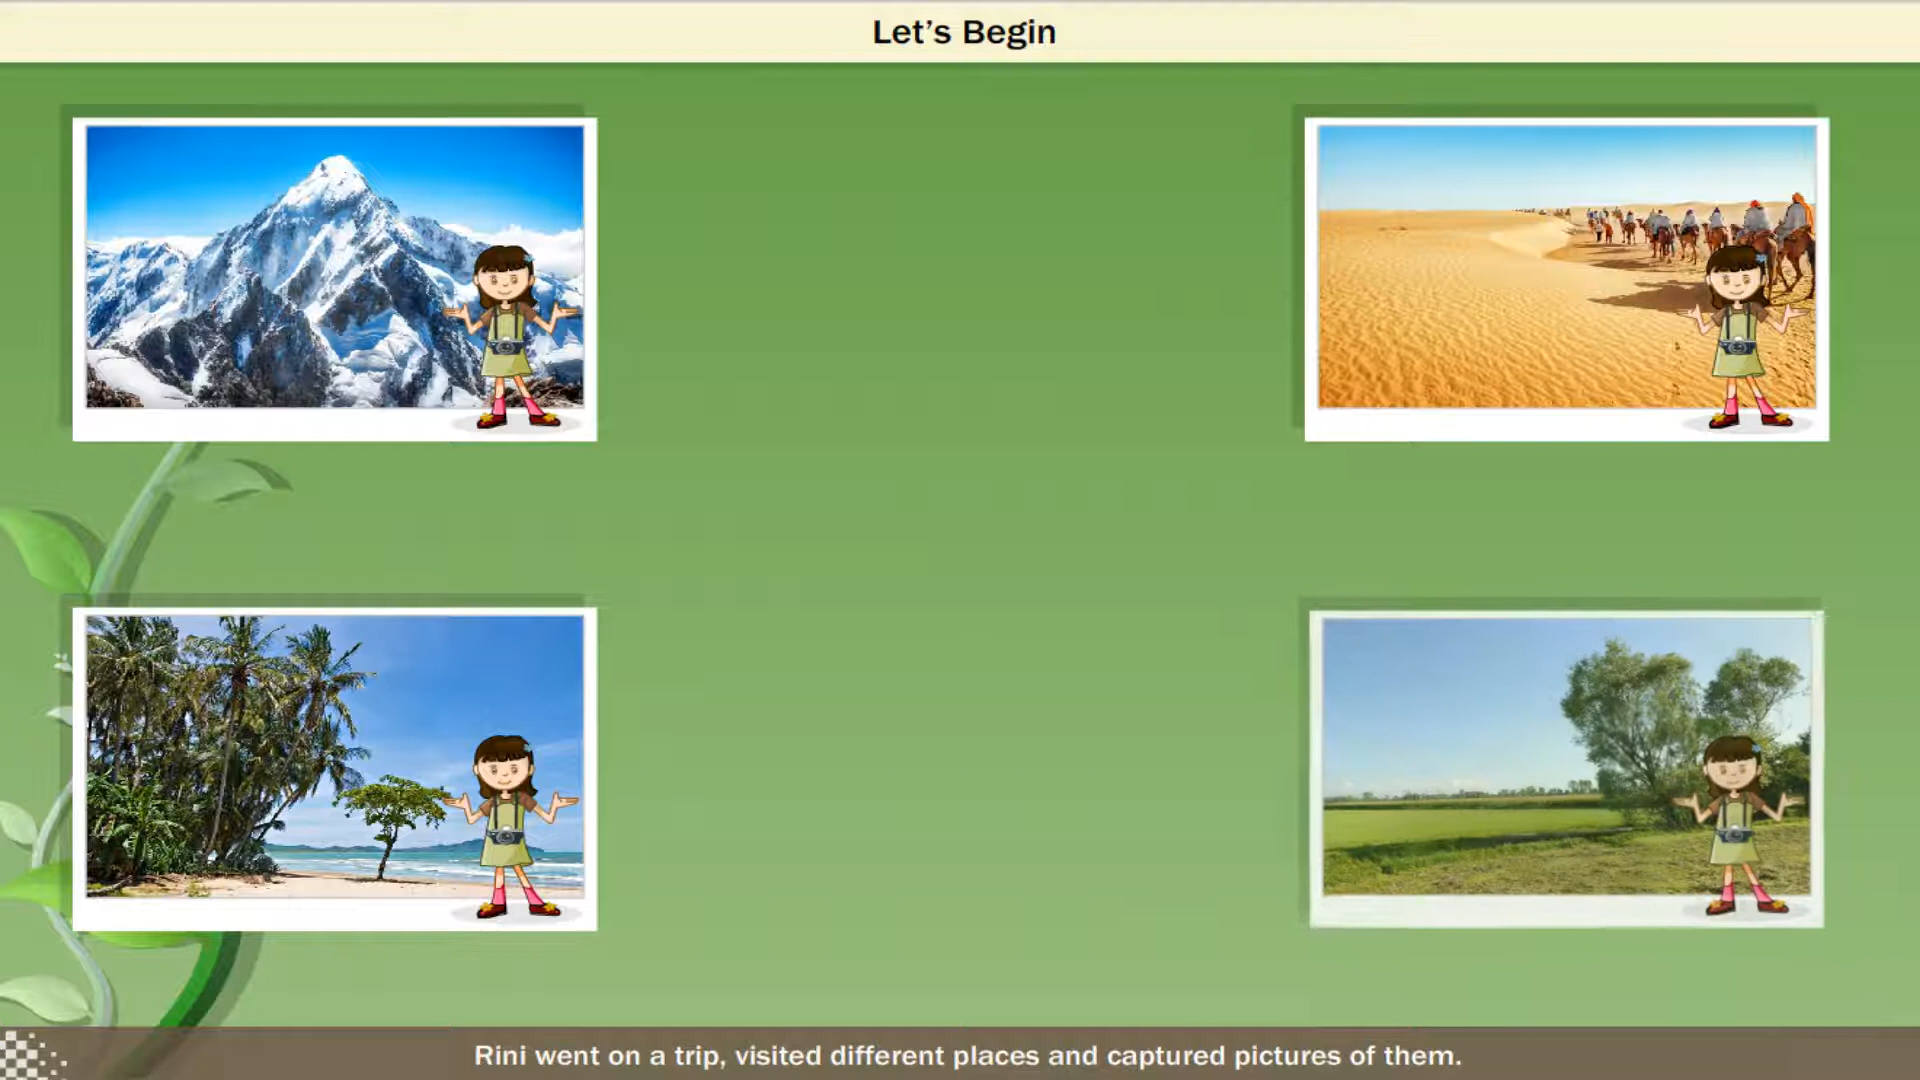 Let’s Begin
Rini went on a trip, visited different places and captured pictures of them.